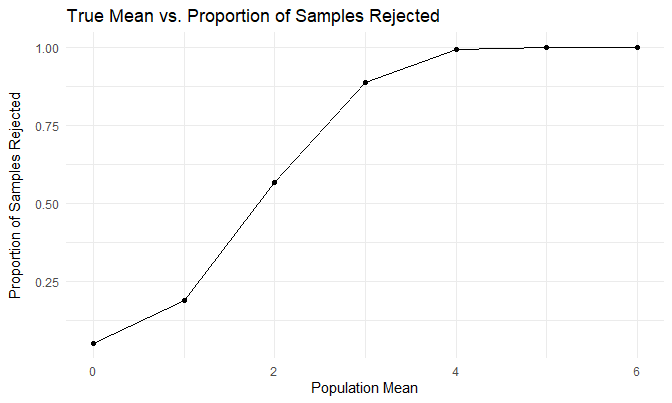 True Mean vs. Proportion of Samples Rejected
Proportion of Samples Rejected
1.00
0.75
0.50
0.25
0 2 4 6
Population Mean